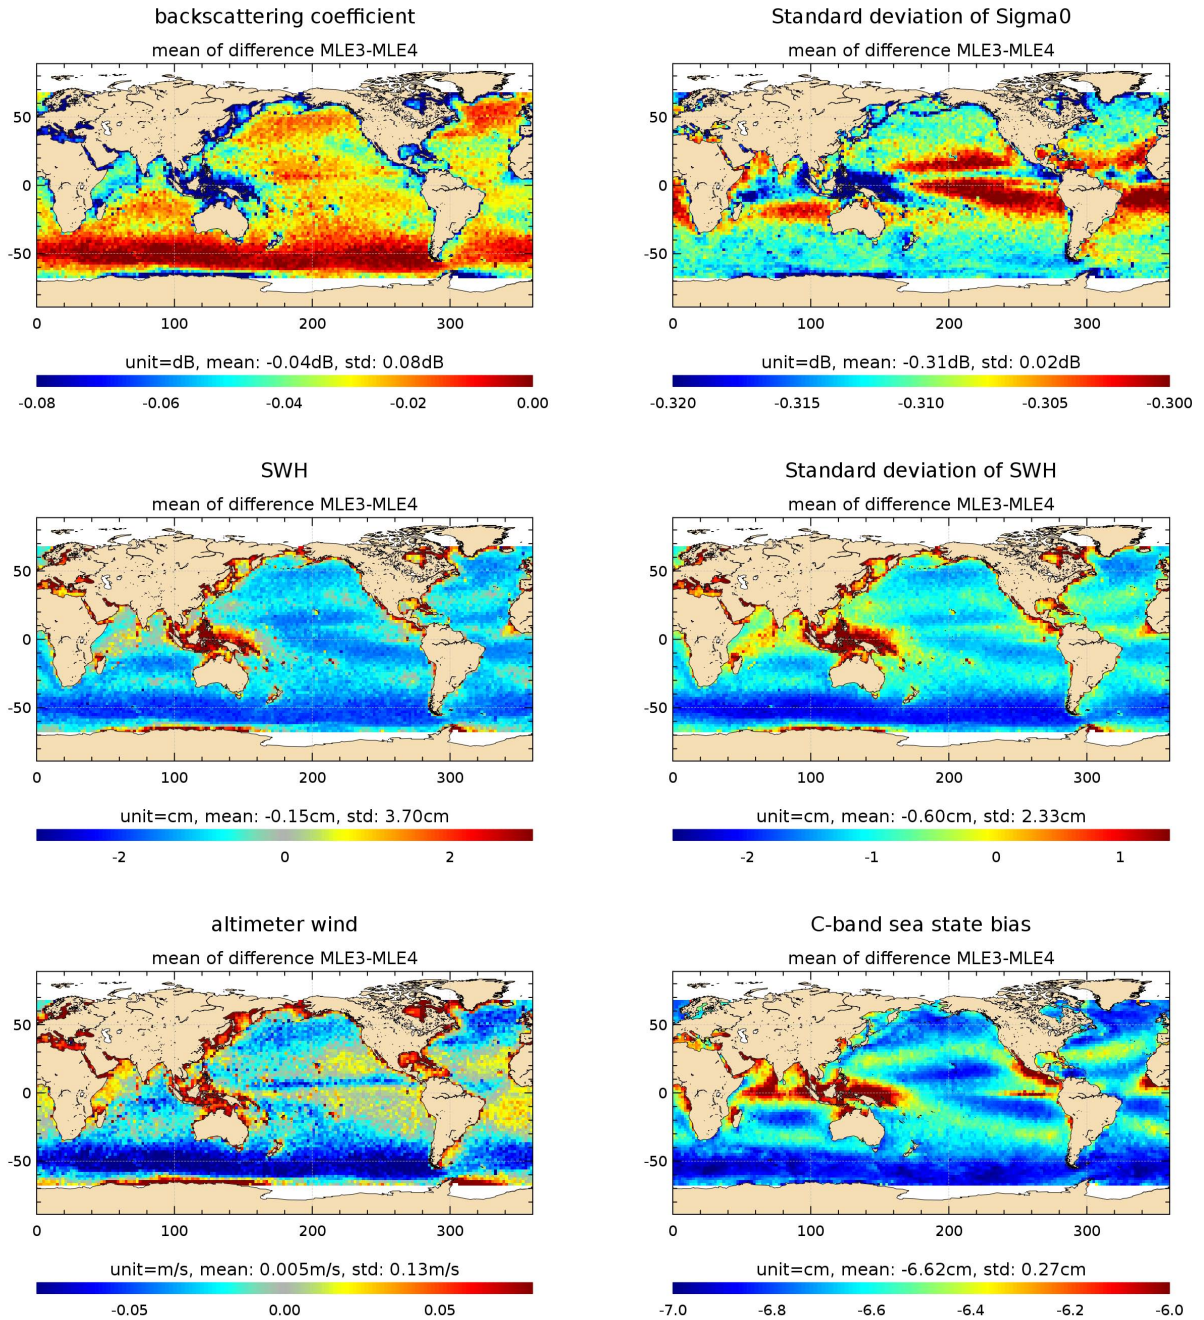 backscattering coefficient
mean of difference MLE3-MLE4
50
0
-50
0 100 200 300
unit=dB, mean: -0.04dB, std: 0.08dB
-0.08 -0.06 -0.04 -0.02 0.00
Standard deviation of Sigma0
mean of difference MLE3-MLE4
50
0
-50
0 100 200 300
unit=dB, mean: -0.31dB, std: 0.02dB
-0.320 -0.315 -0.310 -0.305 -0.300
SWH
mean of difference MLE3-MLE4
50
0
-50
0 100 200 300
unit=cm, mean: -0.15cm, std: 3.70cm
-2 0 2
Standard deviation of SWH
mean of difference MLE3-MLE4
50
0
-50
0 100 200 300
unit=cm, mean: -0.60cm, std: 2.33cm
-2 -1 0 1
altimeter wind
mean of difference MLE3-MLE4
50
0
-50
0 100 200 300
unit=m/s, mean: 0.005m/s, std: 0.13m/s
-0.05 0.00 0.05
C-band sea state bias
mean of difference MLE3-MLE4
50
0
-50
0 100 200 300
unit=cm, mean: -6.62cm, std: 0.27cm
-7.0 -6.8 -6.6 -6.4 -6.2 -6.0